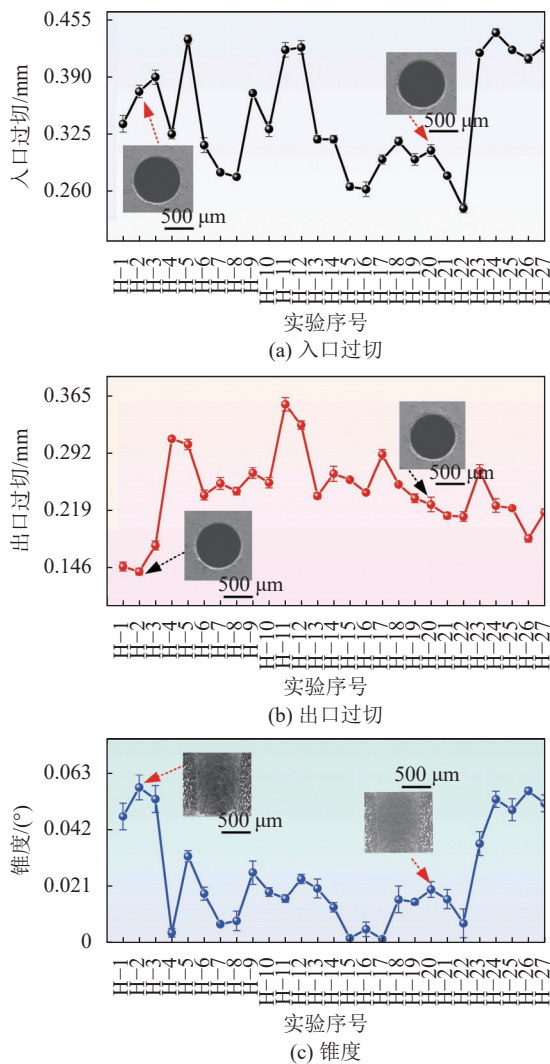 0.455
0.390
0.325
0.260
入口过切/mm
500 μm
500 μm
H−1
H−2
H−3
H−4
H−5
H−6
H−7
H−8
H−9
H−10
H−11
H−12
H−13
H−14
H−15
H−16
H−17
H−18
H−19
H−20
H−21
H−22
H−23
H−24
H−25
H−26
H−27
实验序号
(a) 入口过切
0.365
0.292
0.219
0.146
出口过切/mm
500 μm
500 μm
H−1
H−2
H−3
H−4
H−5
H−6
H−7
H−8
H−9
H−10
H−11
H−12
H−13
H−14
H−15
H−16
H−17
H−18
H−19
H−20
H−21
H−22
H−23
H−24
H−25
H−26
H−27
实验序号
(b) 出口过切
0.063
0.042
0.021
0
锥度/(°)
500 μm
500 μm
H−1
H−2
H−3
H−4
H−5
H−6
H−7
H−8
H−9
H−10
H−11
H−12
H−13
H−14
H−15
H−16
H−17
H−18
H−19
H−20
H−21
H−22
H−23
H−24
H−25
H−26
H−27
实验序号
(c) 锥度